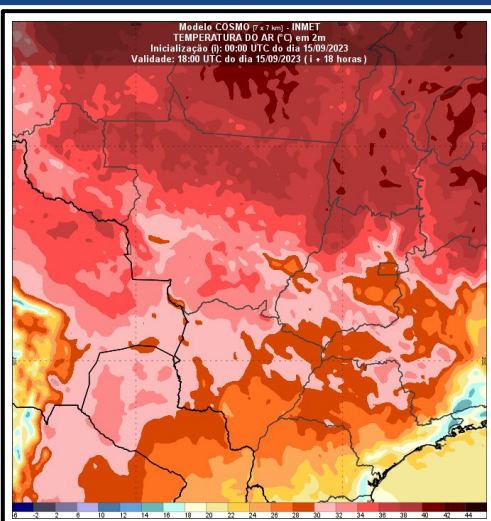 Modelo COSMO [7 x 7 km] - INMET
TEMPERATURA DO AR (°C) em 2m
Inicialização (i): 00:00 UTC do dia 15/09/2023
Validade: 18:00 UTC do dia 15/09/2023 ( i + 18 horas )
-6 -2 2 6 8 10 12 14 16 18 20 22 24 26 28 30 32 34 36 38 40 42 44